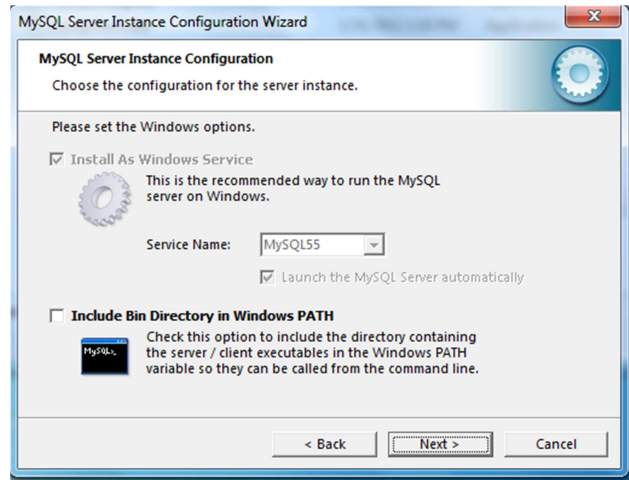 MySQL Server Instance Configuration Wizard
MySQL Server Instance Configuration
Choose the configuration for the server instance.
Please set the Windows options.
Install As Windows Service
This is the recommended way to run the MySQL
server on Windows.
Service Name:
MySQL55
Launch the MySQL Server automatically
Include Bin Directory in Windows PATH
MySQL>_
Check this option to include the directory containing
the server / client executables in the Windows PATH
variable so they can be called from the command line.
< Back
Next >
Cancel